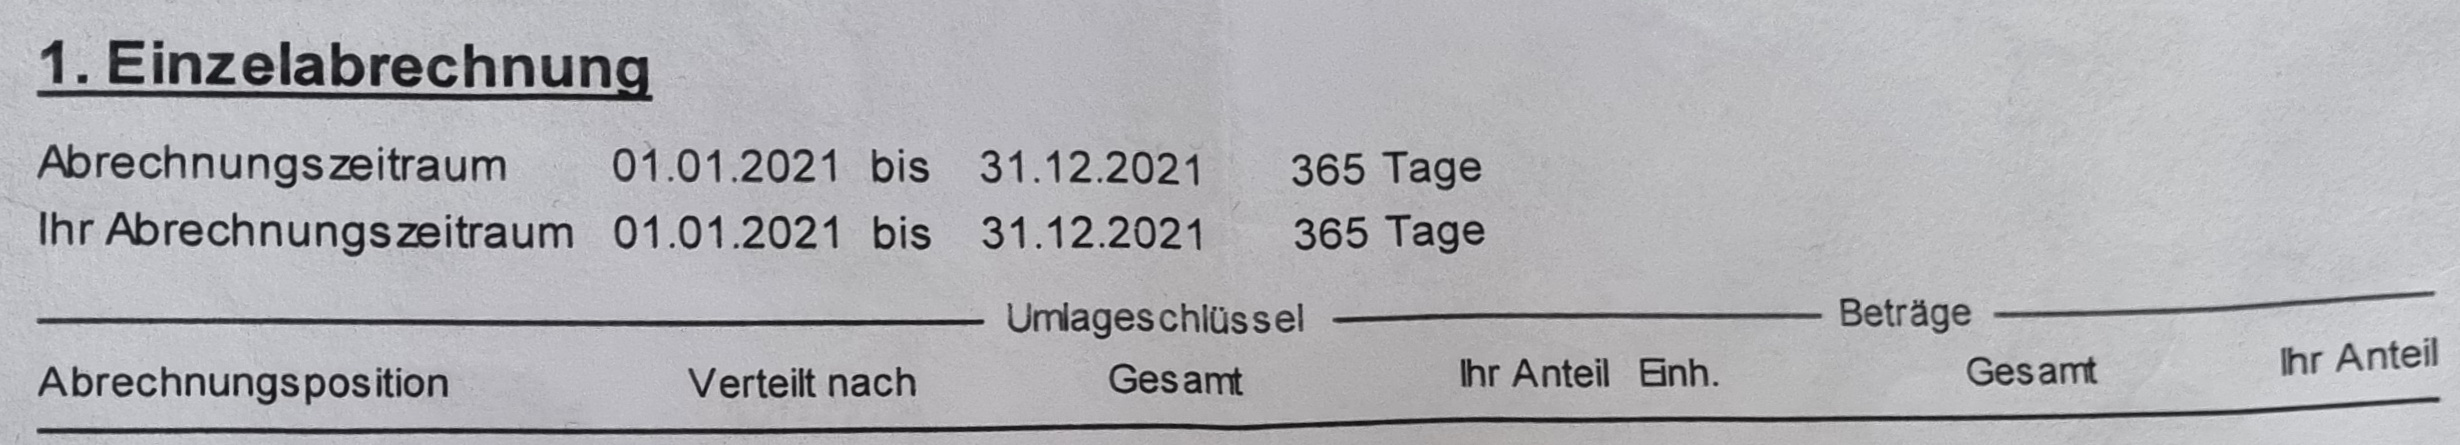 1. Einzelabrechnung
Abrechnungszeitraum 01.01.2021 bis 31.12.2021 365 Tage
Ihr Abrechnungszeitraum 01.01.2021 bis 31.12.2021 365 Tage
Umlageschlüssel Beträge
Abrechnungsposition Verteilt nach Gesamt Ihr Anteil Einh. Gesamt Ihr Anteil